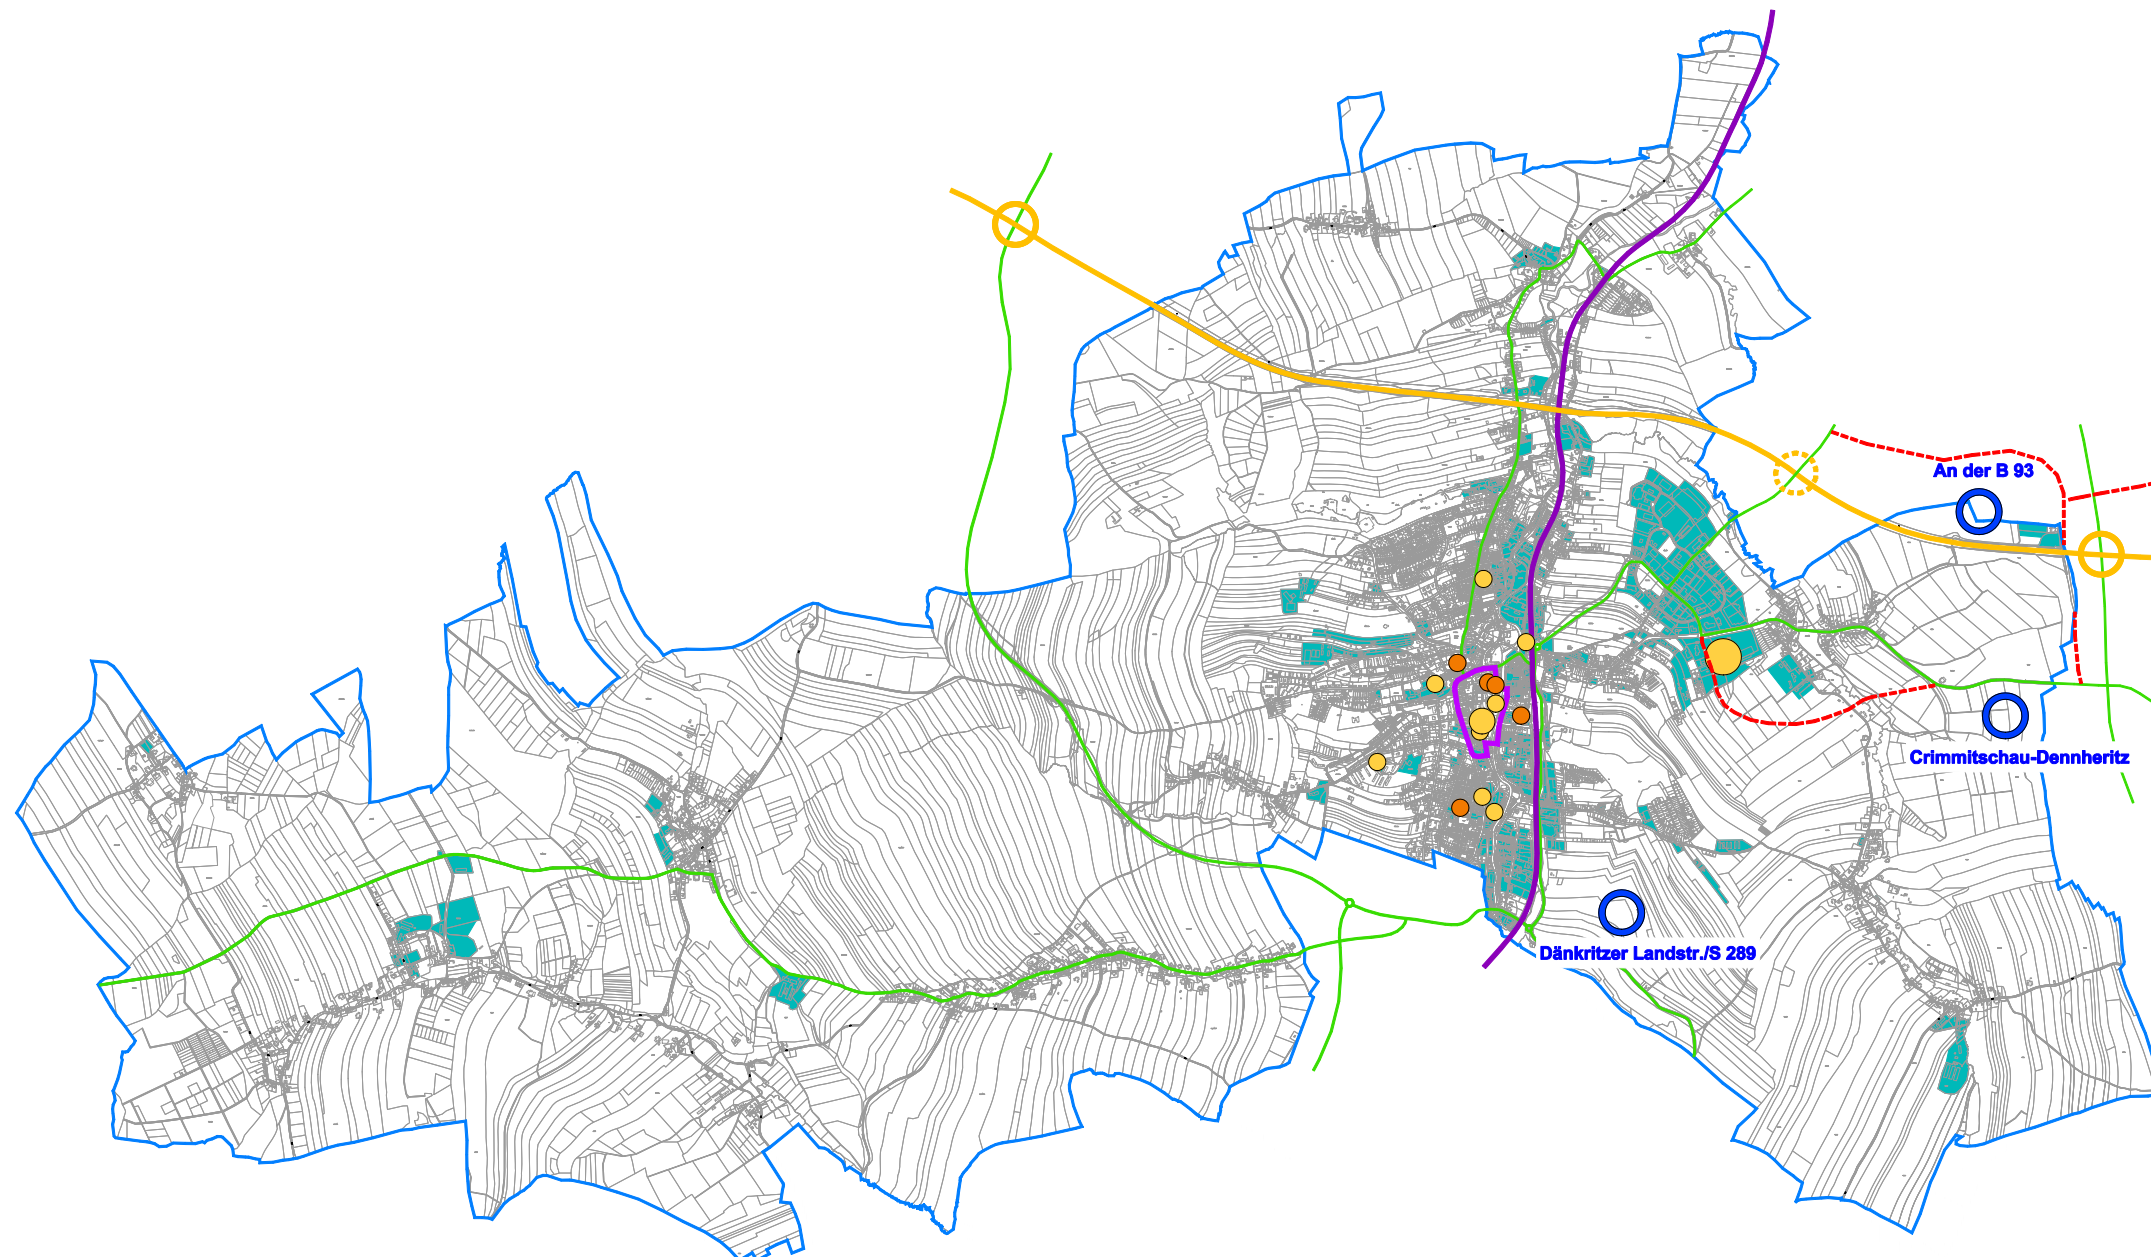 An der B 93
Crimmitschau-Dennheritz
Dänkritzer Landstr./S 289